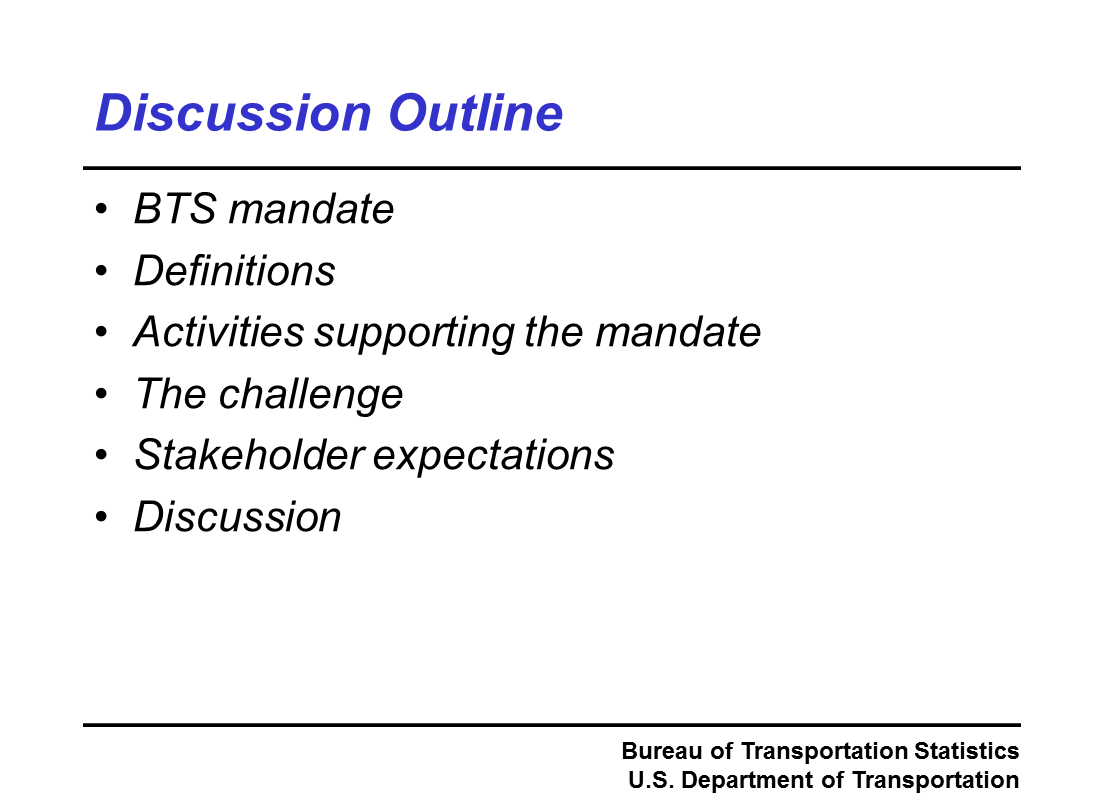 Discussion Outline
• BTS mandate
• Definitions
• Activities supporting the mandate
• The challenge
• Stakeholder expectations
• Discussion
Bureau of Transportation Statistics
U.S. Department of Transportation